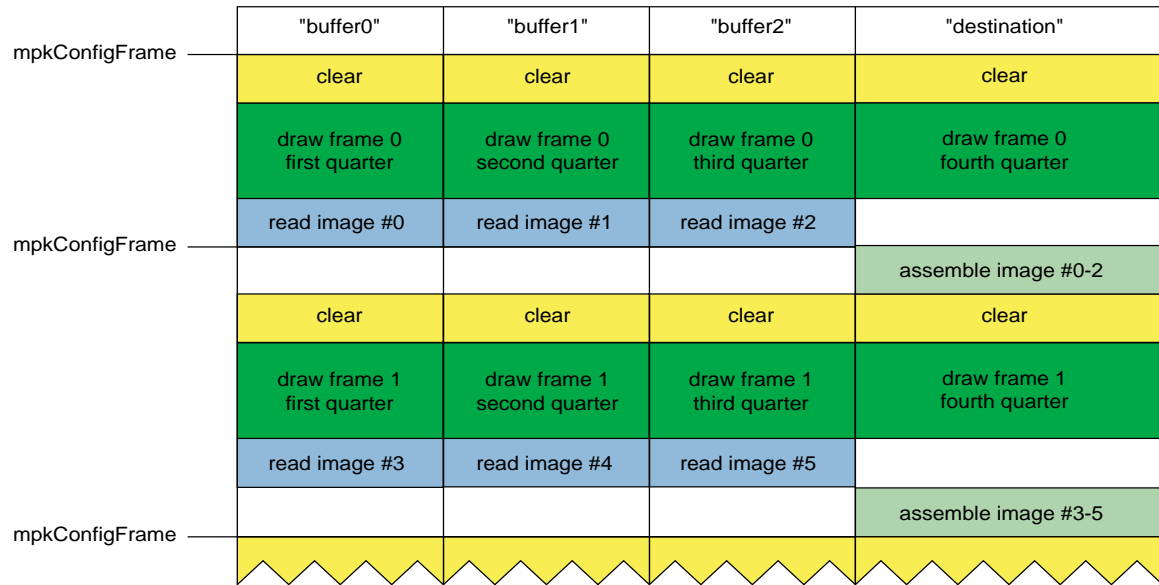 "buffer0" "buffer1" "buffer2" "destination"
mpkConfigFrame
clear clear clear clear
draw frame 0 draw frame 0 draw frame 0 draw frame 0
first quarter second quarter third quarter fourth quarter
read image #0 read image #1 read image #2
mpkConfigFrame
assemble image #0-2
clear clear clear clear
draw frame 1 draw frame 1 draw frame 1 draw frame 1
first quarter second quarter third quarter fourth quarter
read image #3 read image #4 read image #5
assemble image #3-5
mpkConfigFrame